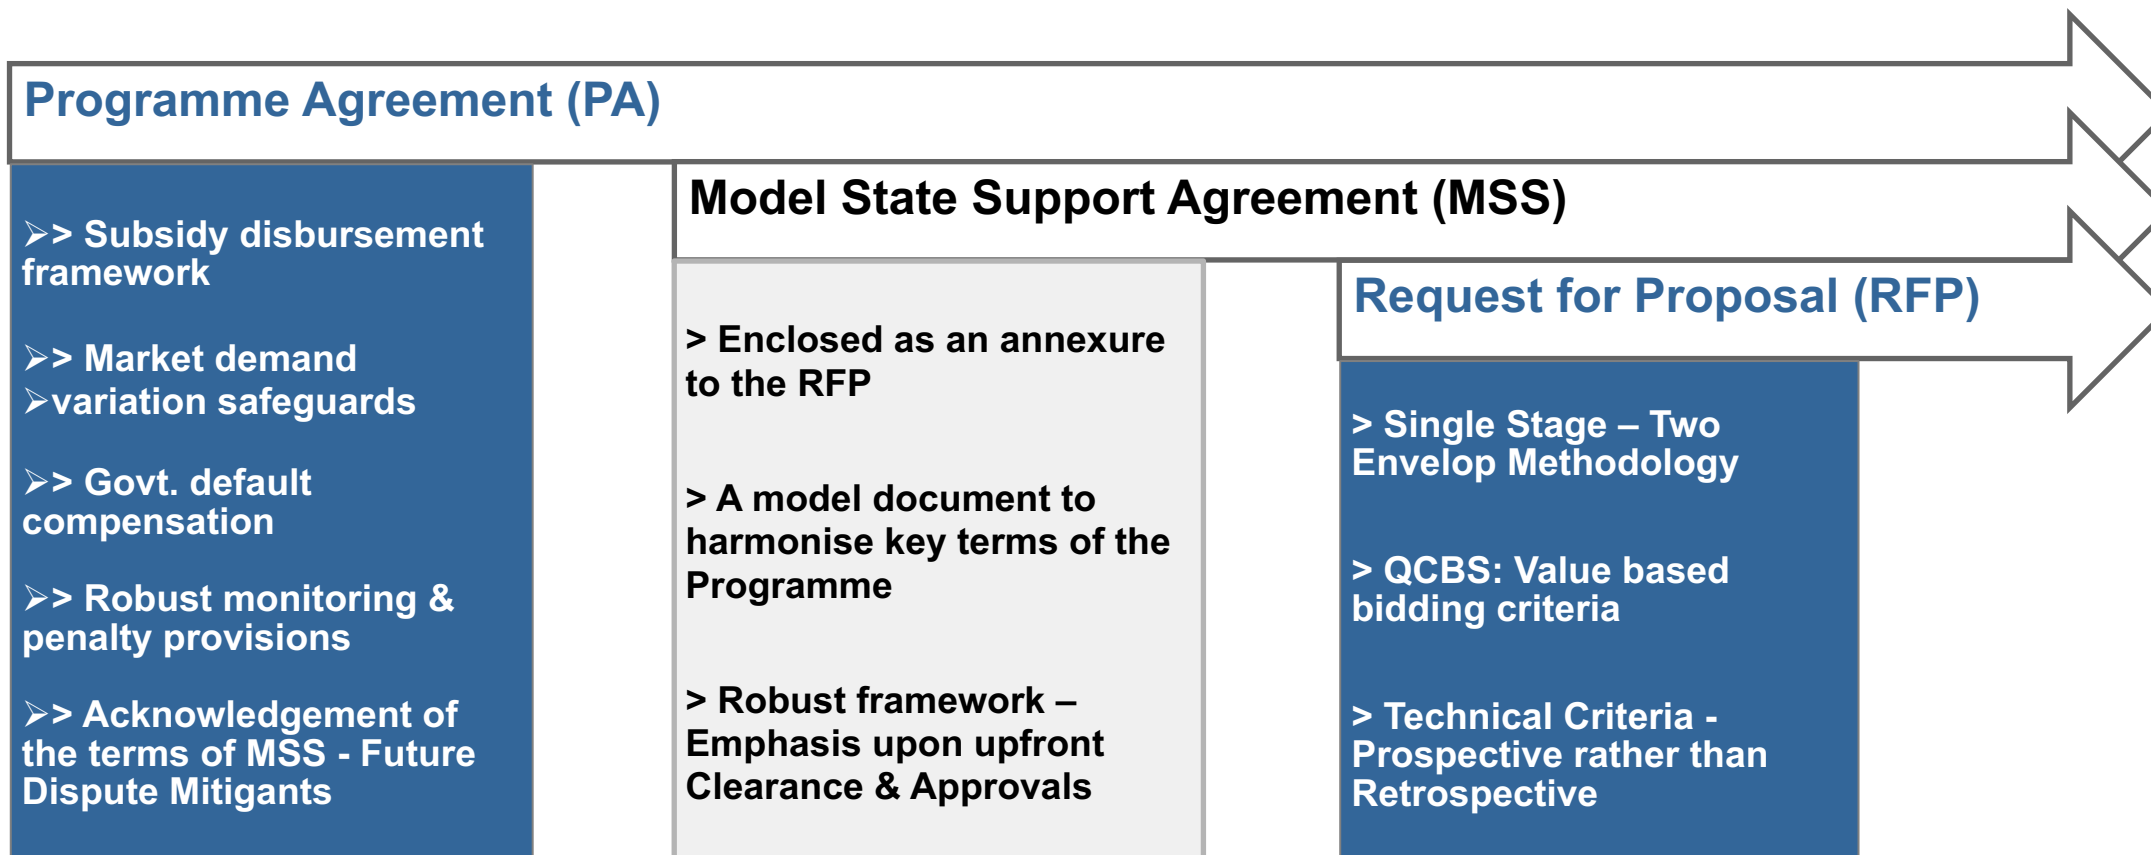 Programme Agreement (PA)
➢> Subsidy disbursement
framework
➢> Market demand
➢variation safeguards
➢> Govt. default
compensation
➢> Robust monitoring &
penalty provisions
➢> Acknowledgement of
the terms of MSS - Future
Dispute Mitigants
Model State Support Agreement (MSS)
> Enclosed as an annexure
to the RFP
> A model document to
harmonise key terms of the
Programme
> Robust framework –
Emphasis upon upfront
Clearance & Approvals
Request for Proposal (RFP)
> Single Stage – Two
Envelop Methodology
> QCBS: Value based
bidding criteria
> Technical Criteria -
Prospective rather than
Retrospective